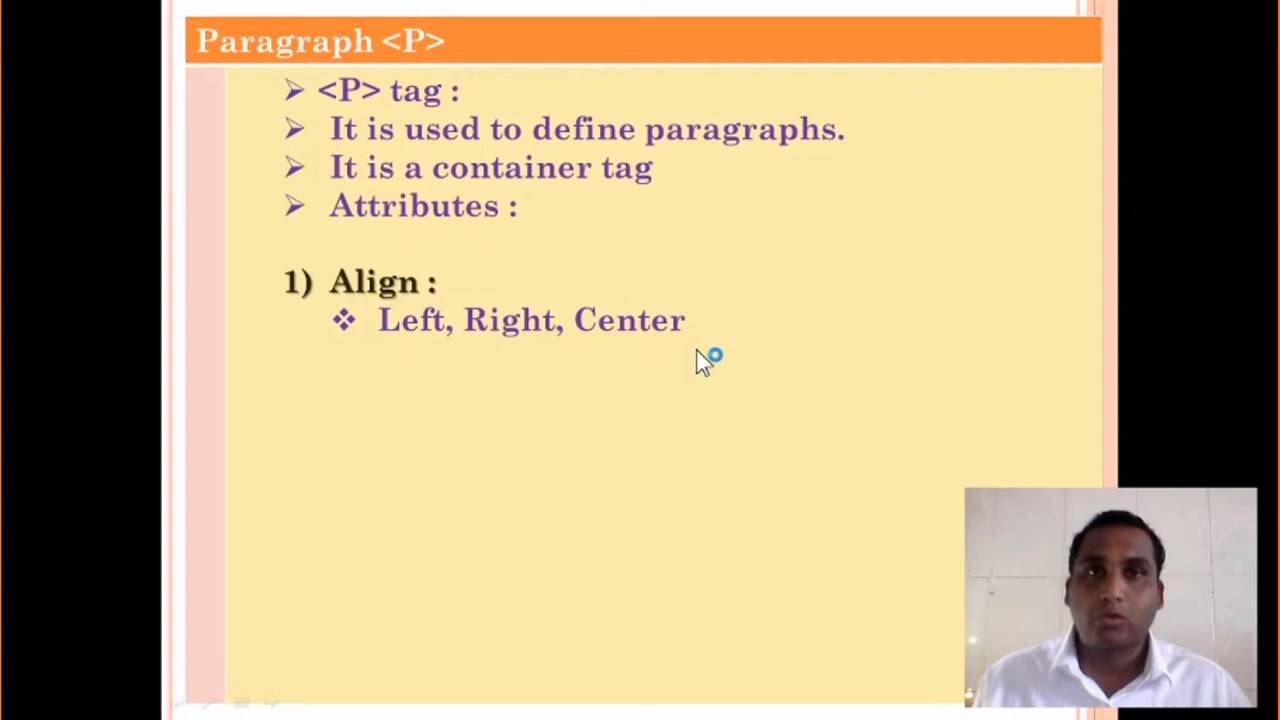 Paragraph <P>
<P> tag :
It is used to define paragraphs.
It is a container tag
Attributes :
1) Align :
Left, Right, Center